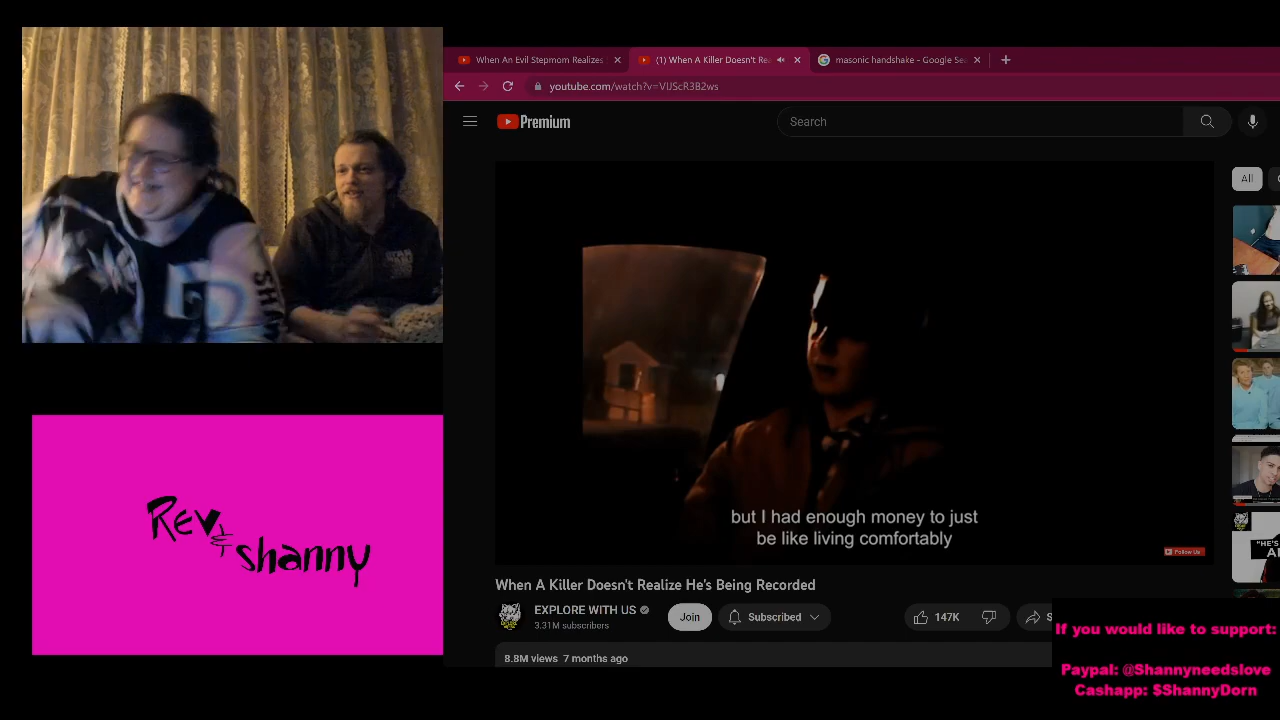 When An Evil Stepmom Realizes
(1) When A Killer Doesn't Re
masonic handshake - Google Se
youtube.com/watch?v=VIJScR3B2ws
Premium
Search
All
but I had enough money to just
be like living comfortably
Follow Us
When A Killer Doesn't Realize He's Being Recorded
EXPLORE WITH US
3.31M subscribers
Join
Subscribed
147K
S
8.8M views 7 months ago
Rev
&
shanny
If you would like to support:
Paypal: @Shannyneedslove
Cashapp: $ShannyDorn